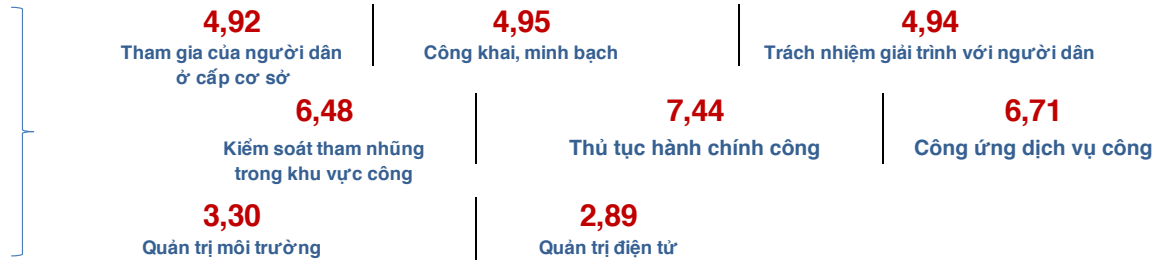 4,92
4,95
4,94
Tham gia của người dân
ở cấp cơ sở
Công khai, minh bạch
Trách nhiệm giải trình với người dân
6,48
7,44
6,71
Kiểm soát tham nhũng
trong khu vực công
Thủ tục hành chính công
Công ứng dịch vụ công
3,30
2,89
Quản trị môi trường
Quản trị điện tử